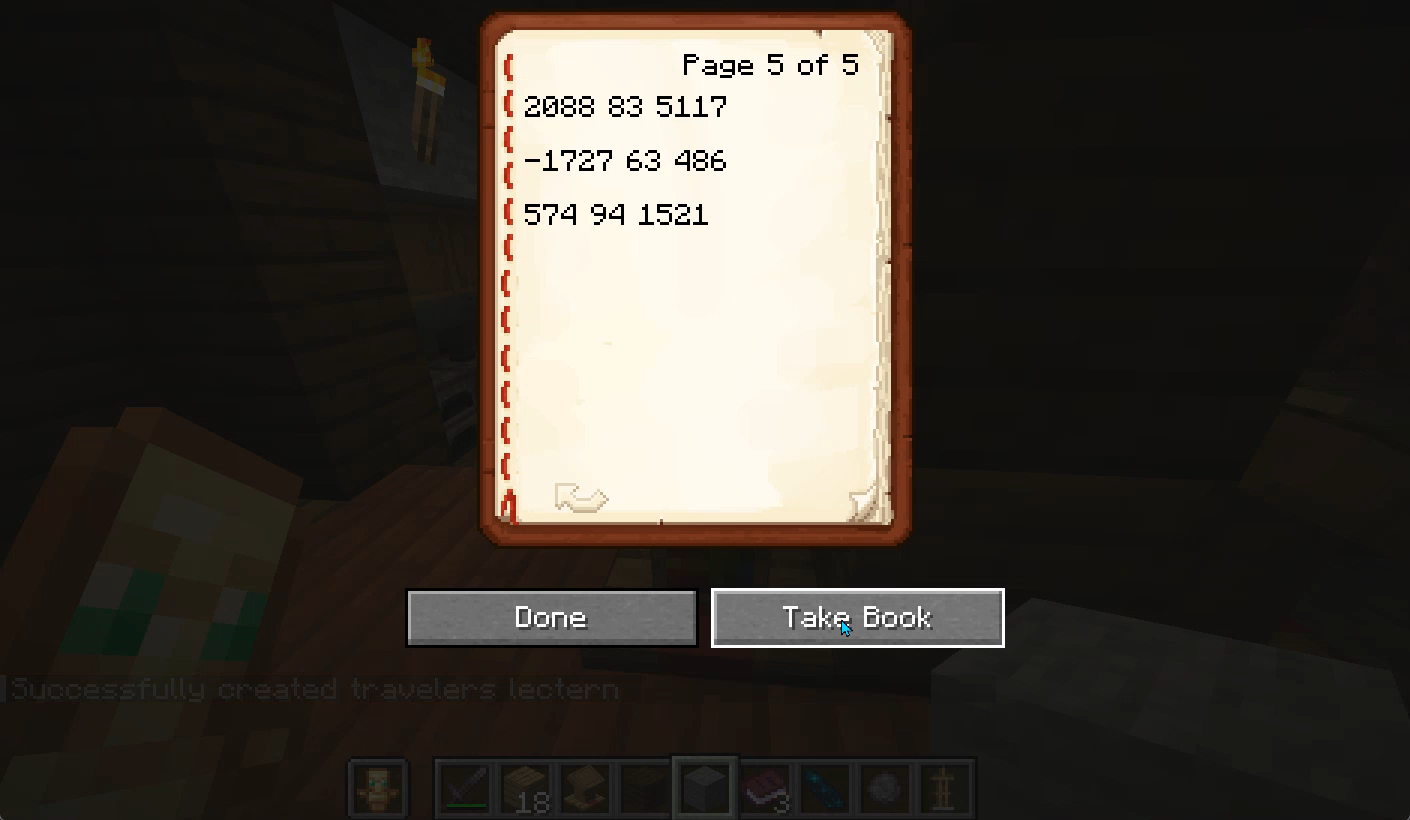 Page 5 of 5
2088 83 5117
-1727 63 486
574 94 1521
Done
Take Book
Successfully created travelers lectern
18
3